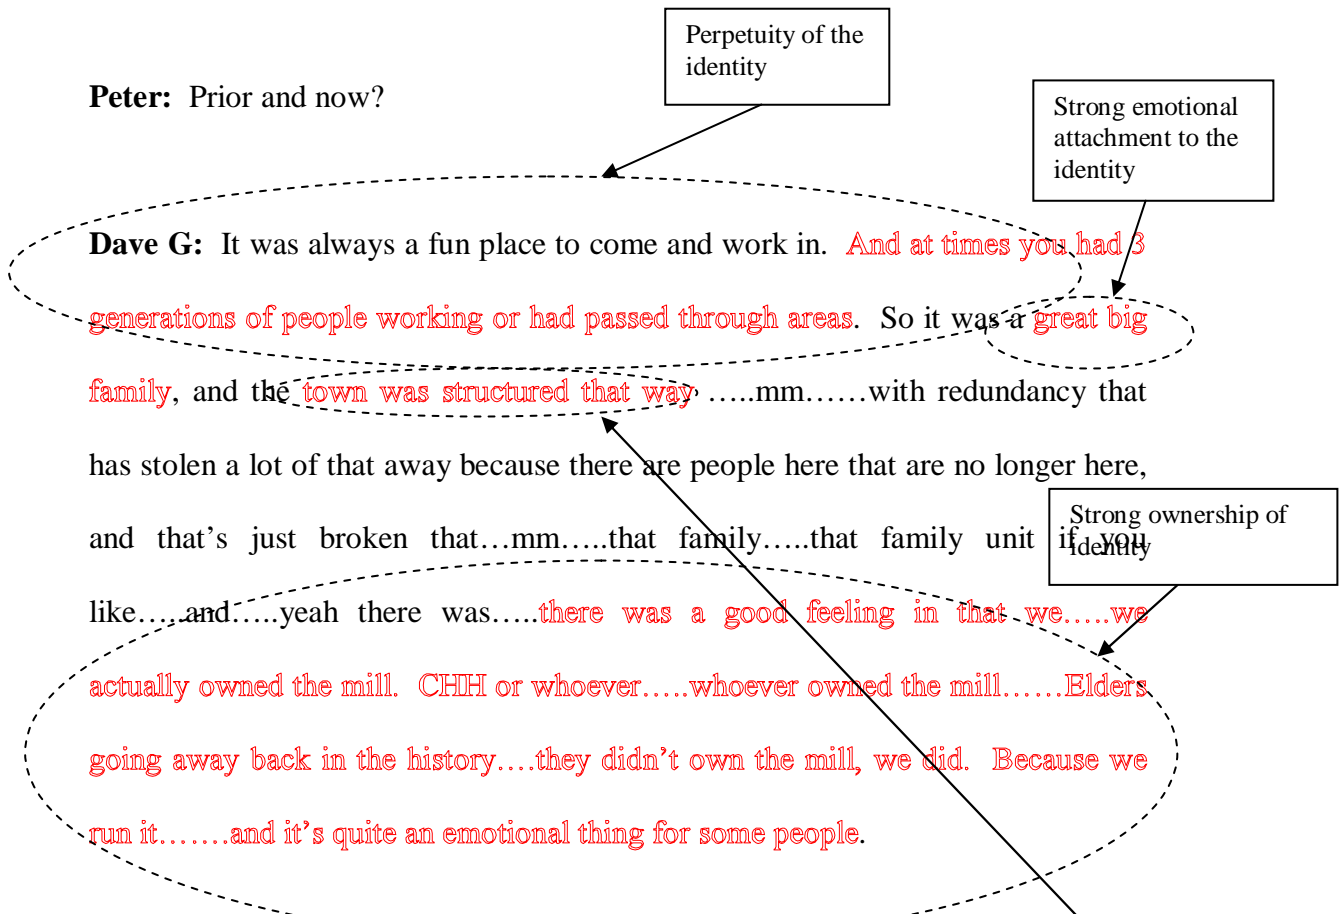 Perpetuity of the
identity
Peter: Prior and now?
Strong emotional
attachment to the
identity
Dave G: It was always a fun place to come and work in. And at times you had 3
generations of people working or had passed through areas. So it was a great big
family, and the town was structured that way …..mm……with redundancy that
has stolen a lot of that away because there are people here that are no longer here,
Strong ownership of
identity
and that’s just broken that…mm…..that family…..that family unit if you
like…..and…..yeah there was…..there was a good feeling in that we…..we
actually owned the mill. CHH or whoever…..whoever owned the mill……Elders
going away back in the history….they didn’t own the mill, we did. Because we
run it…….and it’s quite an emotional thing for some people.